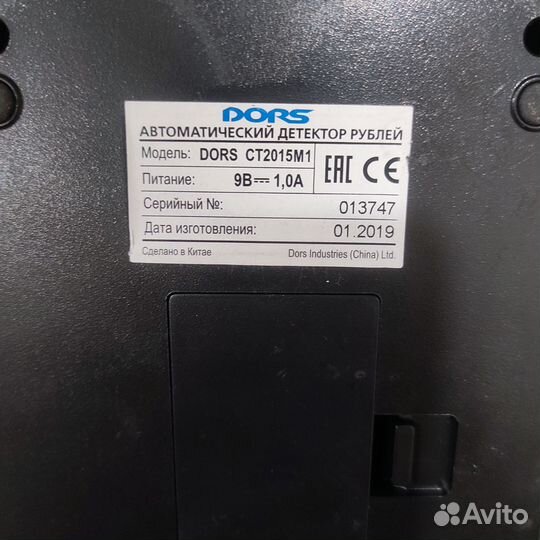 DORS
АВТОМАТИЧЕСКИЙ ДЕТЕКТОР РУБЛЕЙ
Модель: DORS CT2015M1
Питание: 9В⎓1,0А
EAC CE
Серийный №: 013747
Дата изготовления: 01.2019
Сделано в Китае Dors Industries (China) Ltd.
Avito